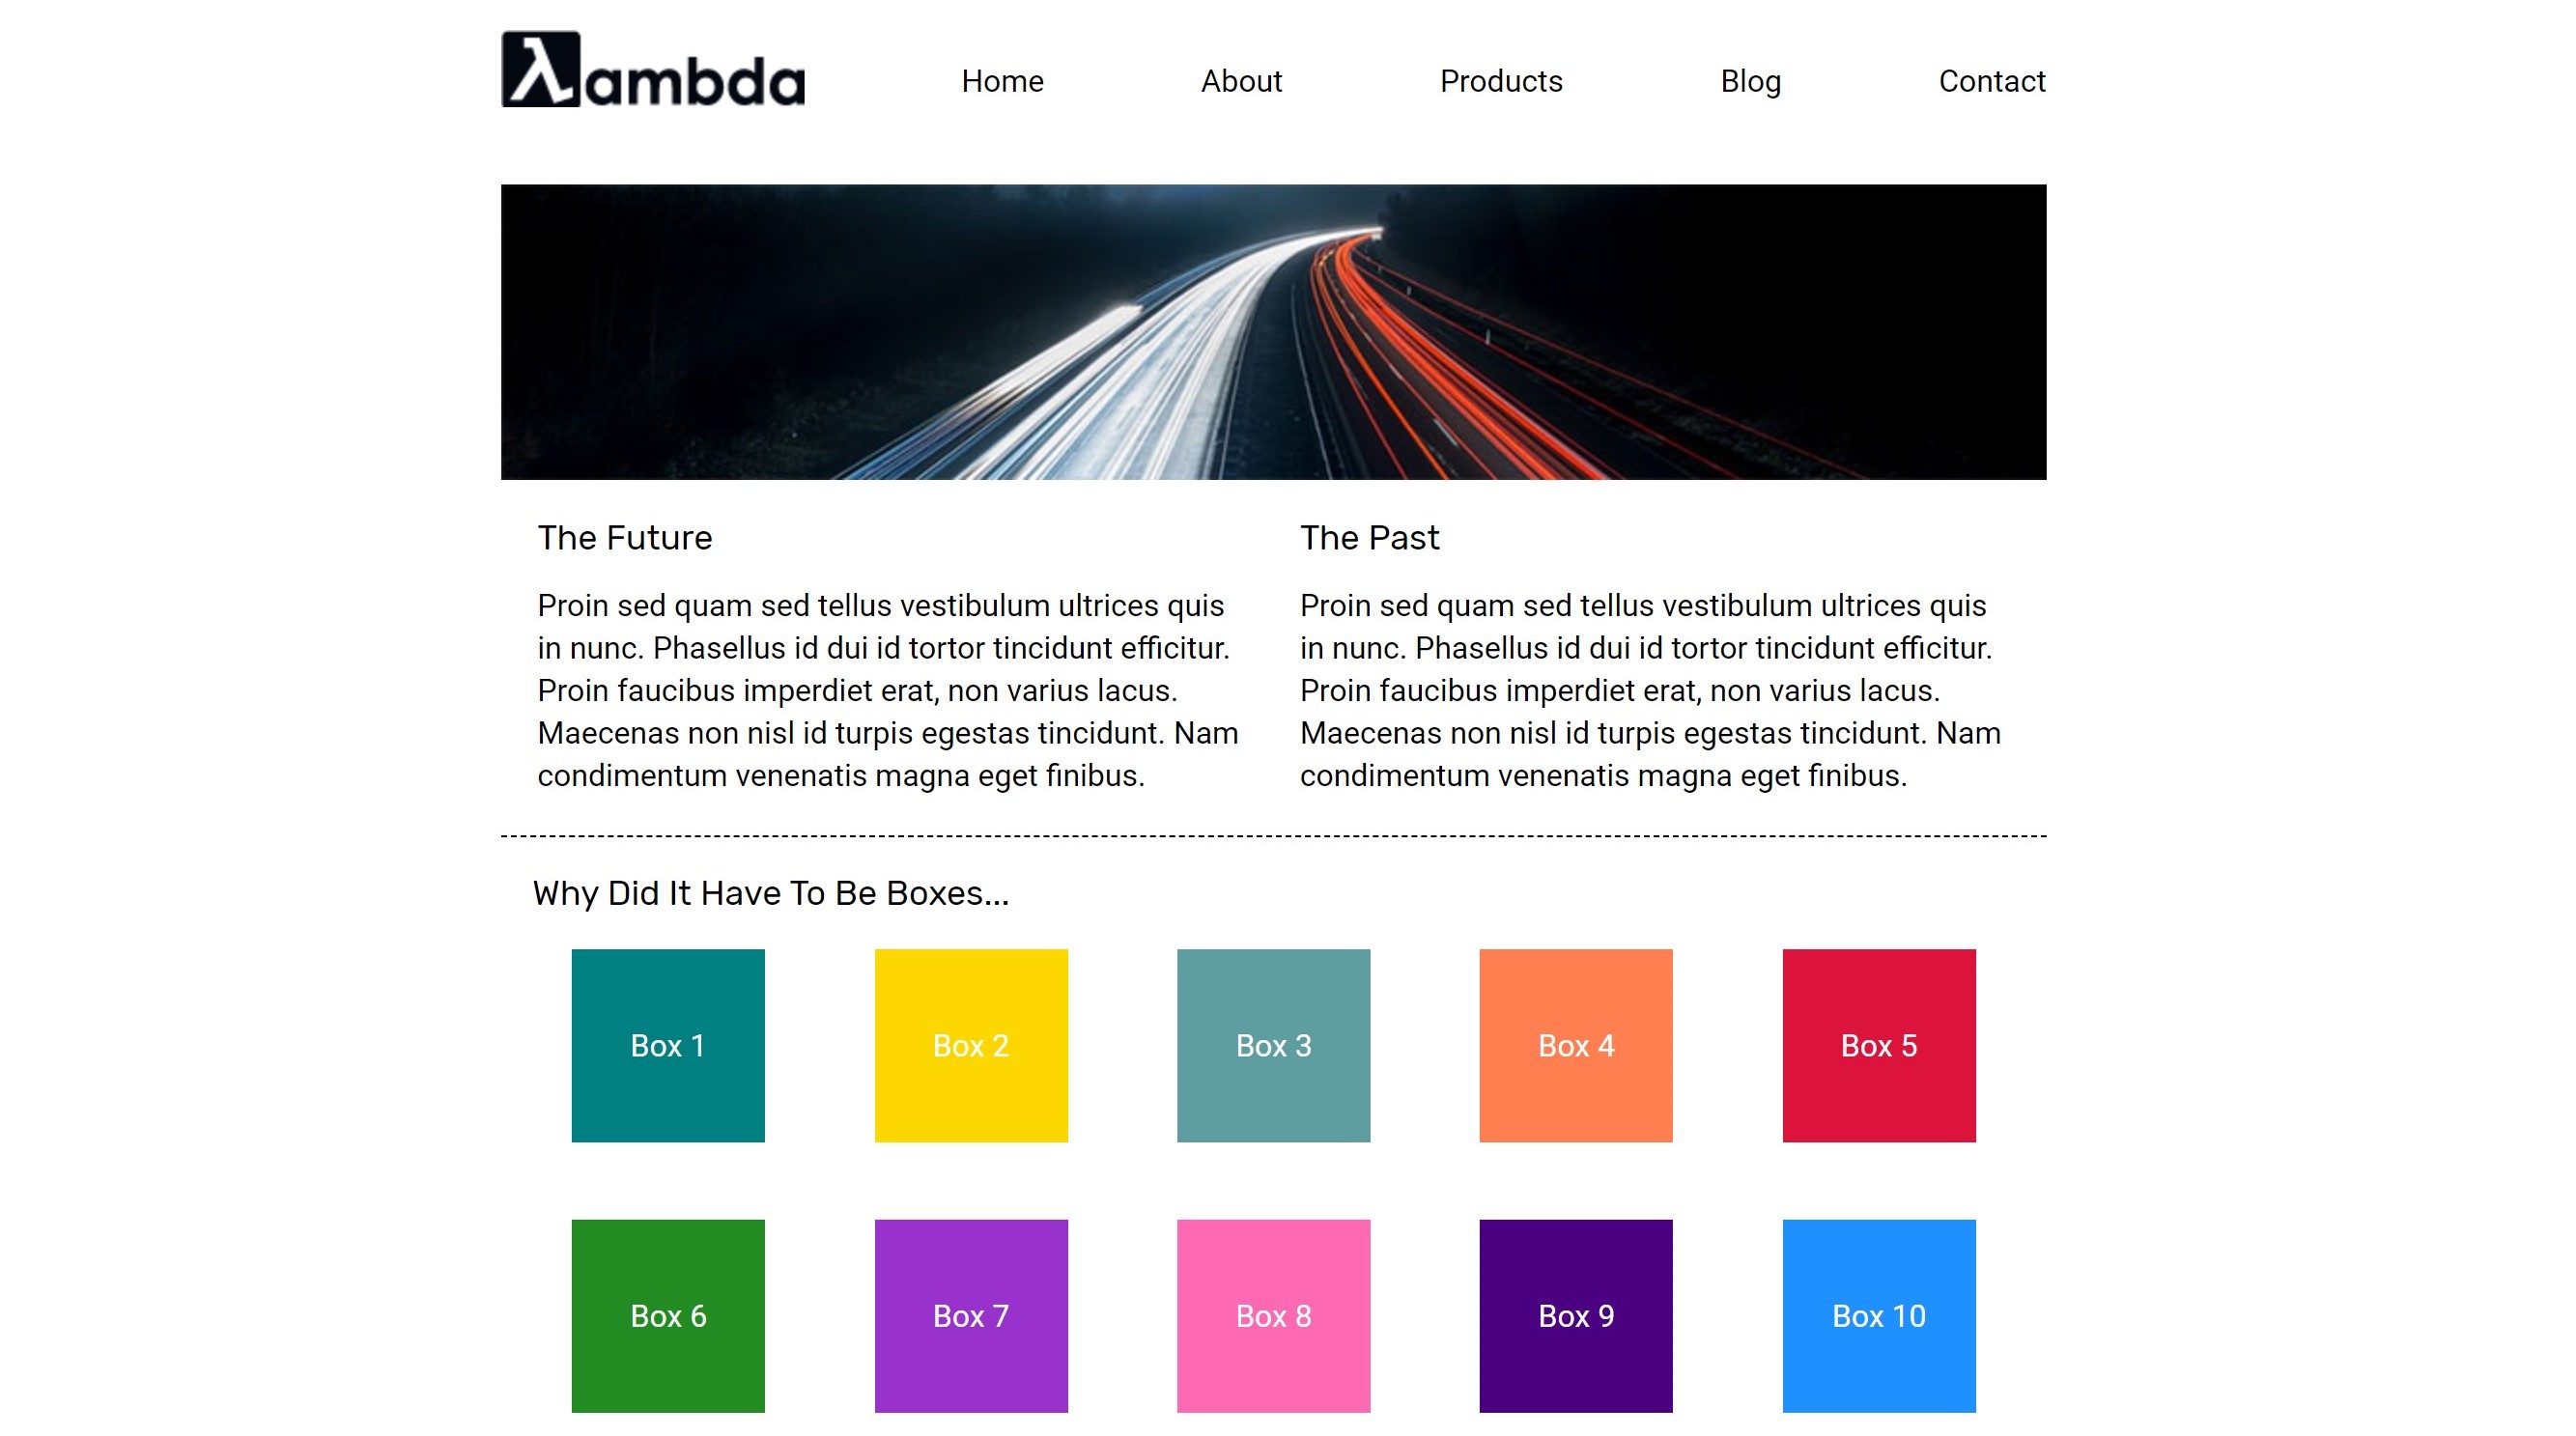 λambda
Home About Products Blog Contact
The Future
Proin sed quam sed tellus vestibulum ultrices quis
in nunc. Phasellus id dui id tortor tincidunt efficitur.
Proin faucibus imperdiet erat, non varius lacus.
Maecenas non nisl id turpis egestas tincidunt. Nam
condimentum venenatis magna eget finibus.
The Past
Proin sed quam sed tellus vestibulum ultrices quis
in nunc. Phasellus id dui id tortor tincidunt efficitur.
Proin faucibus imperdiet erat, non varius lacus.
Maecenas non nisl id turpis egestas tincidunt. Nam
condimentum venenatis magna eget finibus.
Why Did It Have To Be Boxes...
Box 1 Box 2 Box 3 Box 4 Box 5
Box 6 Box 7 Box 8 Box 9 Box 10